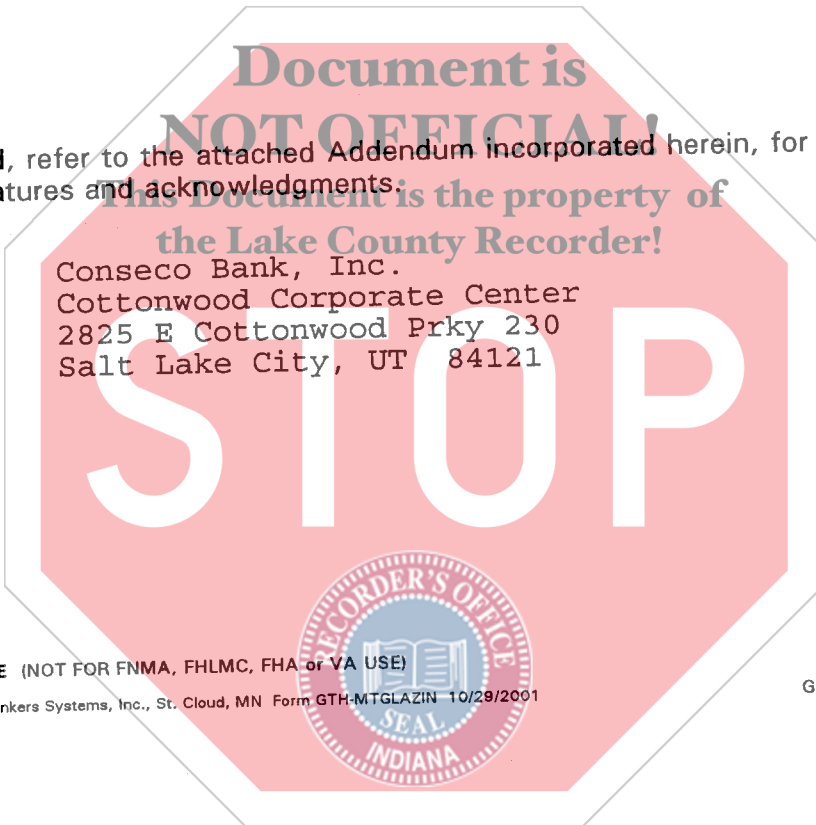 Document is
NOT OFFICIAL!
, refer to the attached Addendum incorporated herein, for
atures and acknowledgments.
This Document is the property of
the Lake County Recorder!
Conseco Bank, Inc.
Cottonwood Corporate Center
2825 E Cottonwood Prky 230
Salt Lake City, UT 84121
STOP
RECORDER'S OFFICE
E (NOT FOR FNMA, FHLMC, FHA or VA USE)
nkers Systems, Inc., St. Cloud, MN Form GTH-MTGLAZIN 10/29/2001
G
SEAL
INDIANA